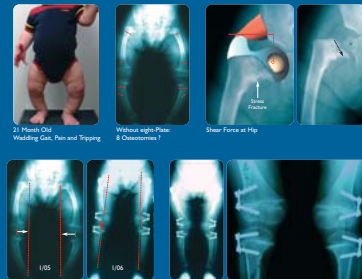 Stress
Fracture
21 Month Old
Waddling Gait, Pain and Tripping
Without eight-Plate:
8 Osteotomies ?
Shear Force at Hip
1/05
1/06